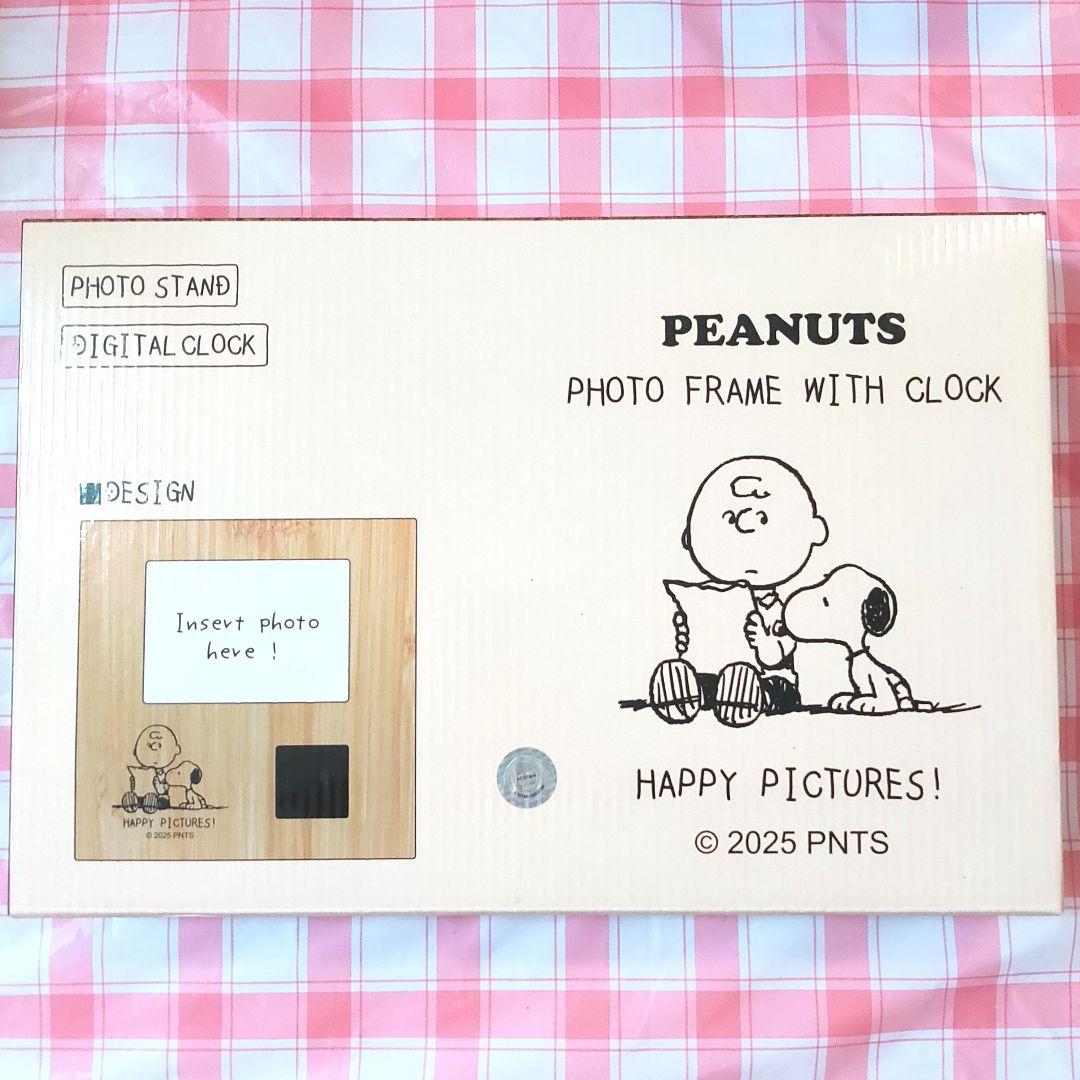 PHOTO STAND
DIGITAL CLOCK
PEANUTS
PHOTO FRAME WITH CLOCK
DESIGN
Insert photo
here !
HAPPY PICTURES!
© 2025 PNTS
HAPPY PICTURES!
© 2025 PNTS